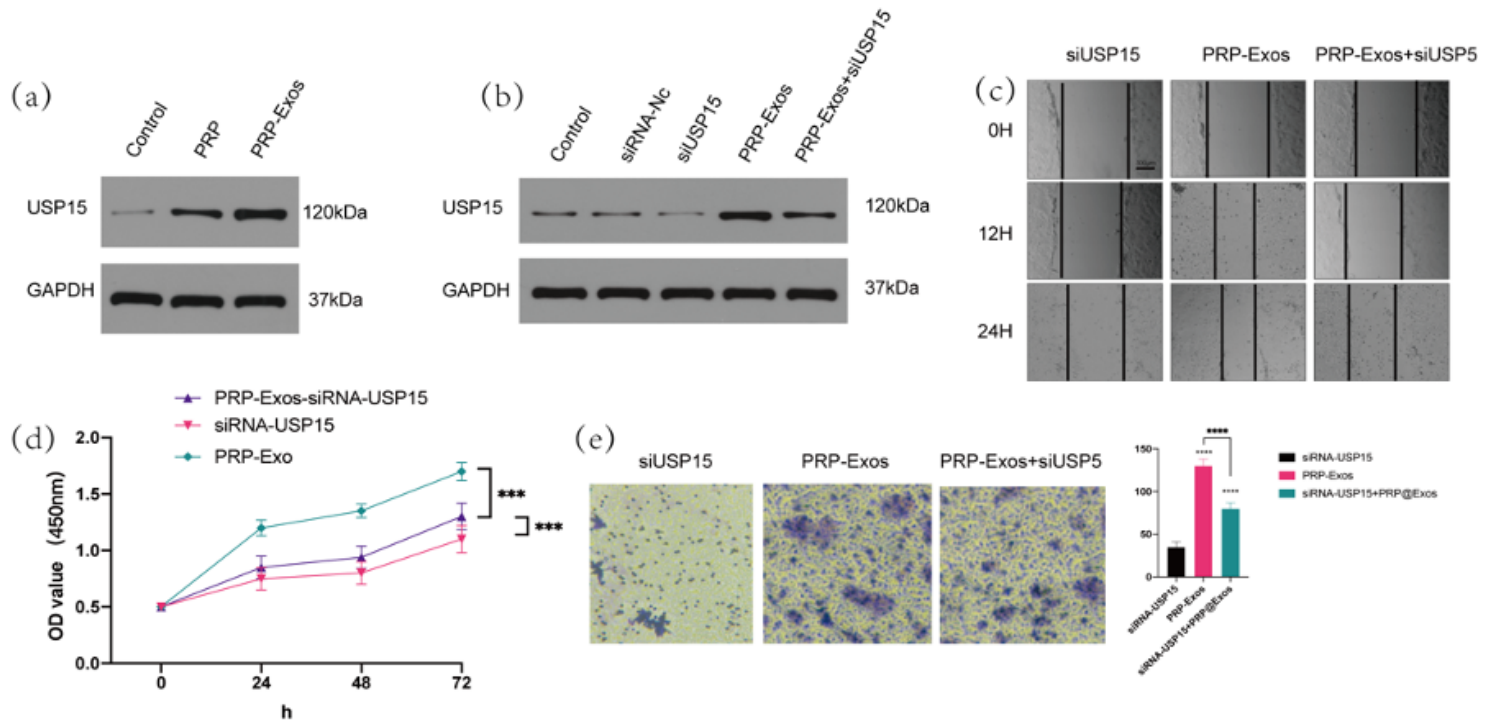 (a)
Control
PRP
PRP-Exos
USP15
120kDa
GAPDH
37kDa
(b)
Control
siRNA-Nc
siUSP15
PRP-Exos
PRP-Exos+siUSP15
USP15
120kDa
GAPDH
37kDa
(c)
siUSP15
PRP-Exos
PRP-Exos+siUSP5
0H
12H
24H
(d)
PRP-Exos-siRNA-USP15
siRNA-USP15
PRP-Exo
OD value (450nm)
2.0
1.5
1.0
0.5
0.0
***
***
0
24
48
72
h
(e)
siUSP15
PRP-Exos
PRP-Exos+siUSP5
150
100
50
0
****
****
****
siRNA-USP15
PRP-Exos
siRNA-USP15+PRP@Exos
siRNA-USP15
PRP-Exos
siRNA-USP15+PRP@Exos